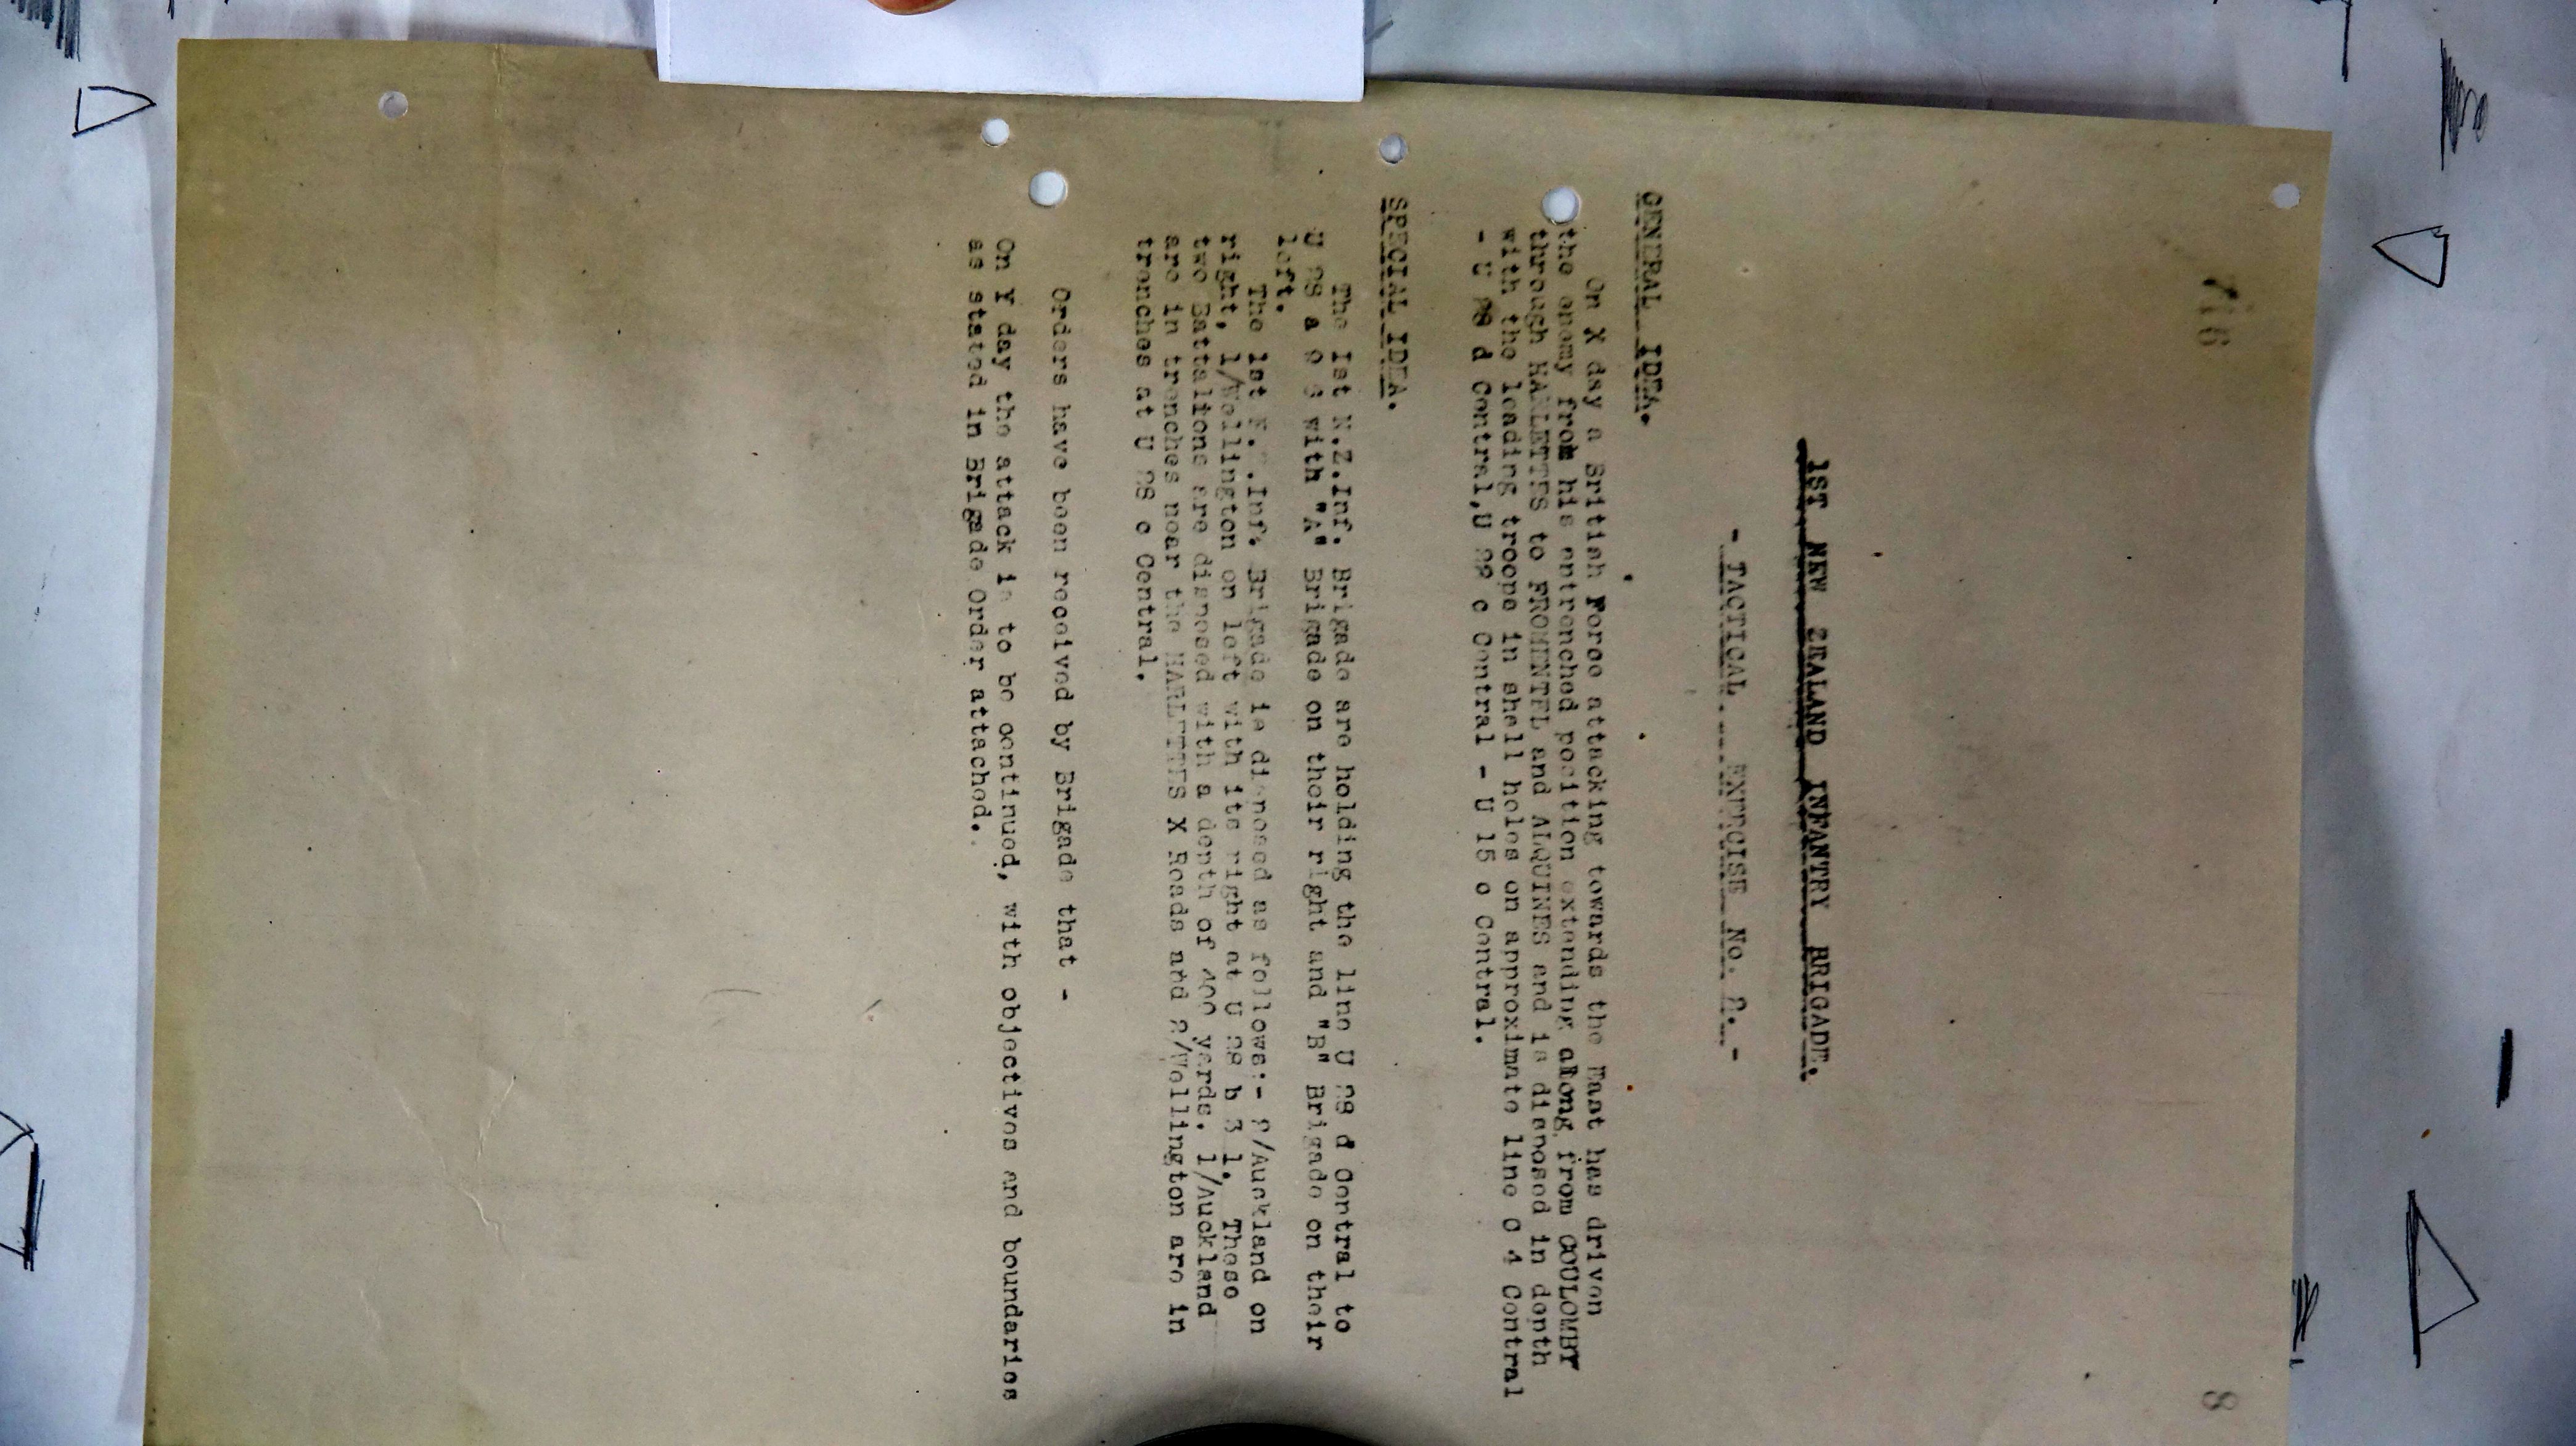 716
8
1ST NEW ZEALAND INFANTRY BRIGADE.
- TACTICAL EXERCISE No. 2. -
GENERAL IDEA.
On X day a British Force attacking towards the East has driven
the enemy from his entrenched position extending along from COULOMBY
through HARLETTES to FROMENTEL and ALQUINES and is disposed in depth
with the leading troops in shell holes on approximate line O 4 Central
- U 28 d Central, U 22 c Central - U 15 c Central.
SPECIAL IDEA.
The 1st N.Z.Inf. Brigade are holding the line U 28 d Central to
U 28 a 9 6 with "A" Brigade on their right and "B" Brigade on their
left.
The 1st N. .Inf. Brigade is disposed as follows:- 2/Auckland on
right, 1/Wellington on left with its right at U 28 b 3 1. These
two Battalions are disposed with a depth of 400 yards. 1/Auckland
are in trenches near the HARLETTES X Roads and 2/Wellington are in
trenches at U 28 c Central.
Orders have been received by Brigade that -
On Y day the attack is to be continued, with objectives and boundaries
as stated in Brigade Order attached.